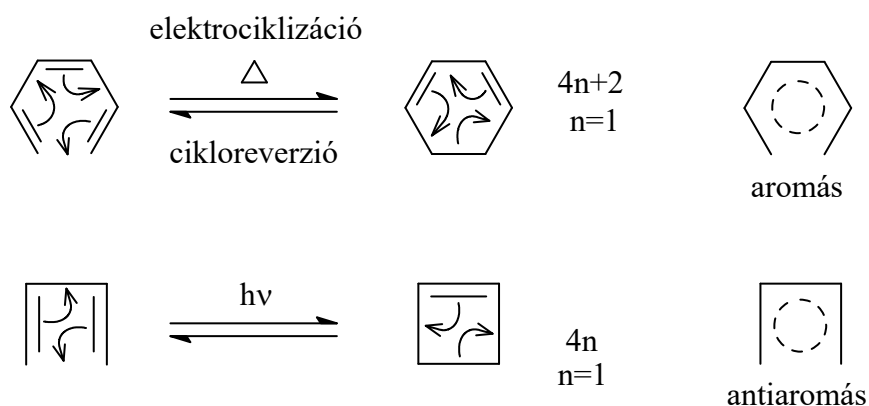 elektrociklizáció
△
cikloreverzió
4n+2
n=1
aromás
hν
4n
n=1
antiaromás